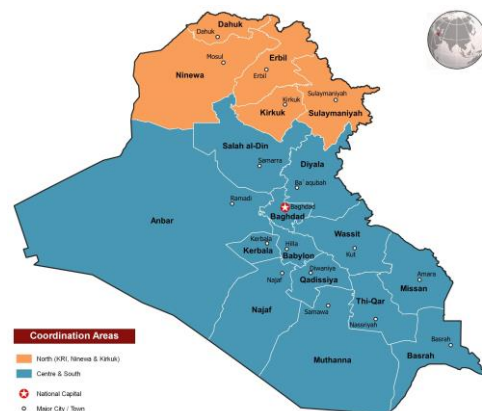 Dahuk
Dahuk
Mosul
Ninewa
Erbil
Erbil
Kirkuk
Kirkuk
Sulaymaniyah
Sulaymaniyah
Salah al-Din
Samarra
Diyala
Ba`aqubah
Anbar
Ramadi
Baghdad
Baghdad
Wassit
Kut
Kerbala
Kerbala
Hilla
Babylon
Najaf
Diwaniya
Qadissiya
Amara
Missan
Thi-Qar
Nassriyah
Najaf
Samawa
Muthanna
Basrah
Basrah
Coordination Areas
North (KRI, Ninewa & Kirkuk)
Centre & South
National Capital
Major City / Town